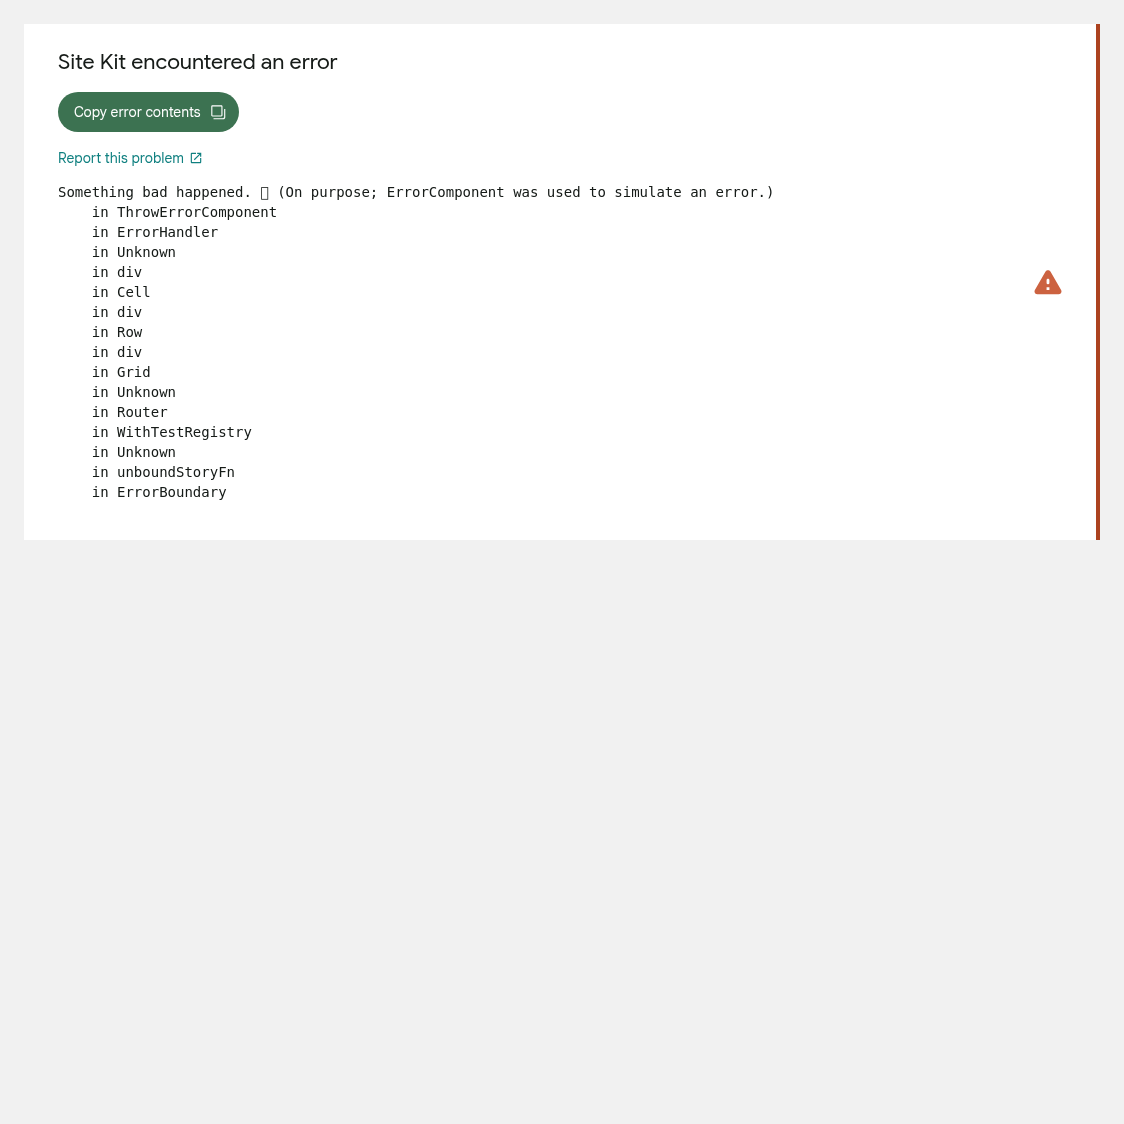 Site Kit encountered an error
Copy error contents
Report this problem
Something bad happened. ▯ (On purpose; ErrorComponent was used to simulate an error.)
    in ThrowErrorComponent
    in ErrorHandler
    in Unknown
    in div
    in Cell
    in div
    in Row
    in div
    in Grid
    in Unknown
    in Router
    in WithTestRegistry
    in Unknown
    in unboundStoryFn
    in ErrorBoundary